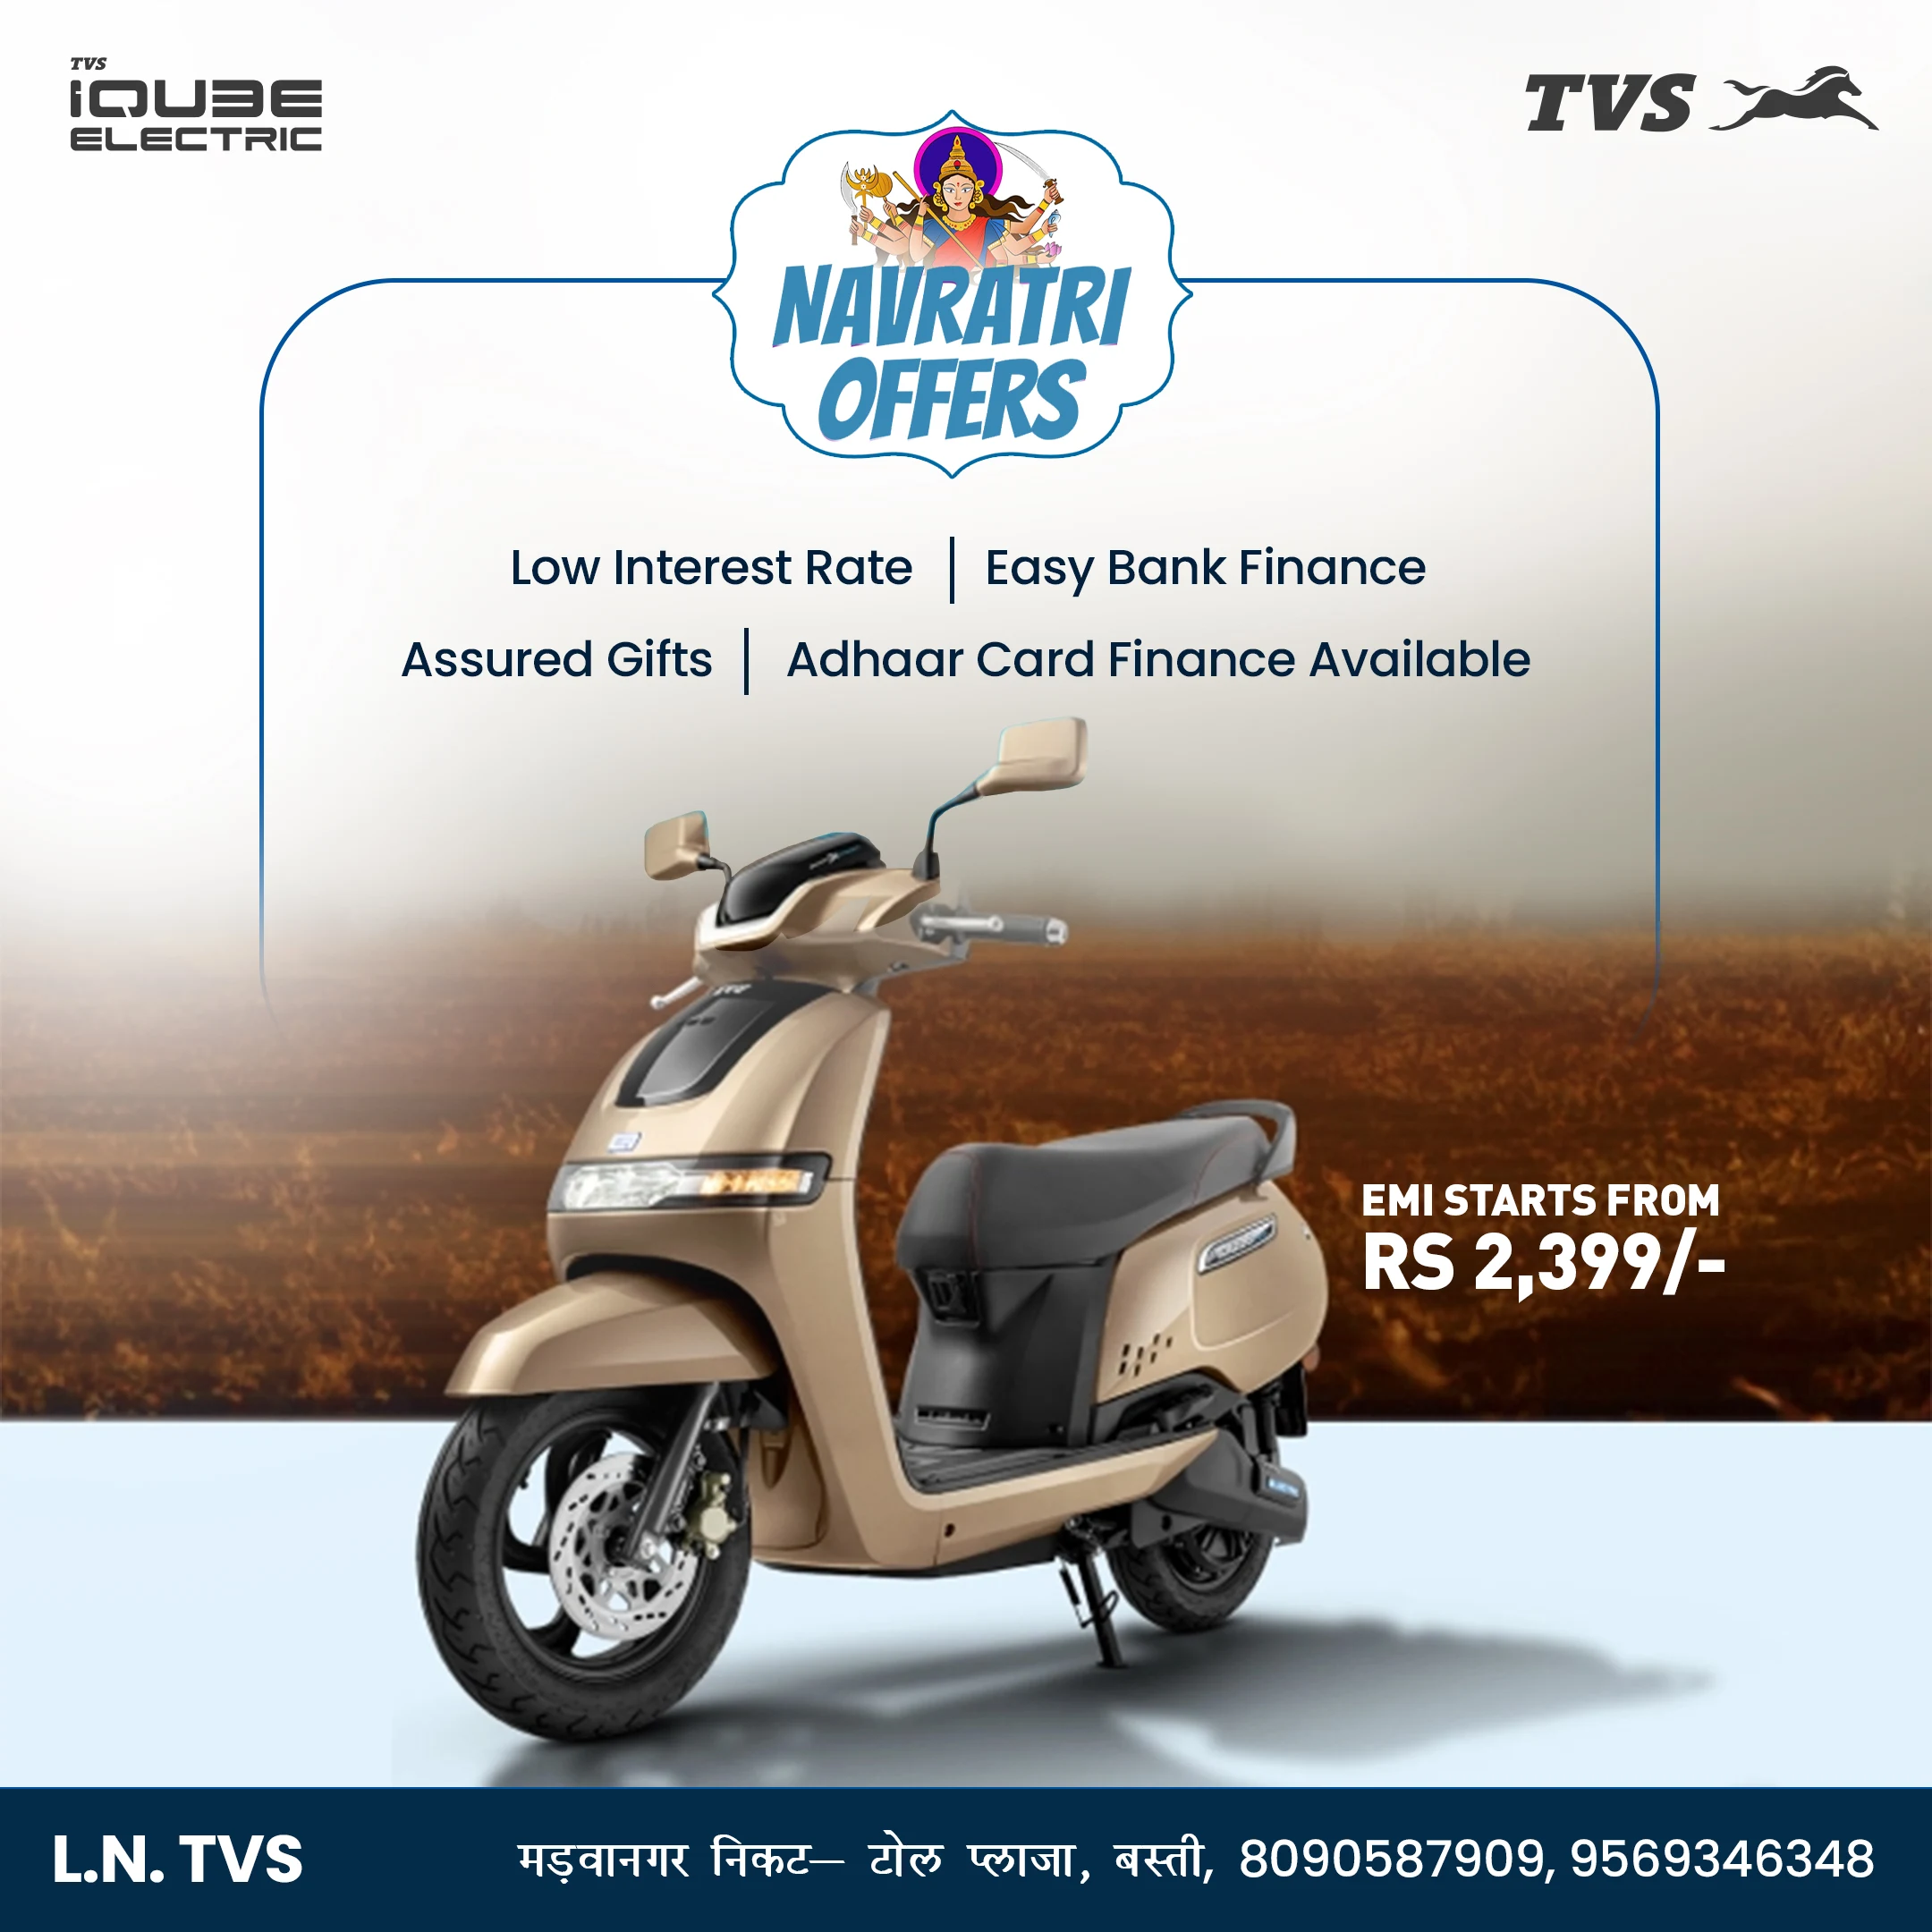 TVS
iQUBE
ELECTRIC
TVS
NAVRATRI
OFFERS
Low Interest Rate | Easy Bank Finance
Assured Gifts | Adhaar Card Finance Available
EMI STARTS FROM
RS 2,399/-
L.N. TVS
मड़वानगर निकट– टोल प्लाजा, बस्ती, 8090587909, 9569346348